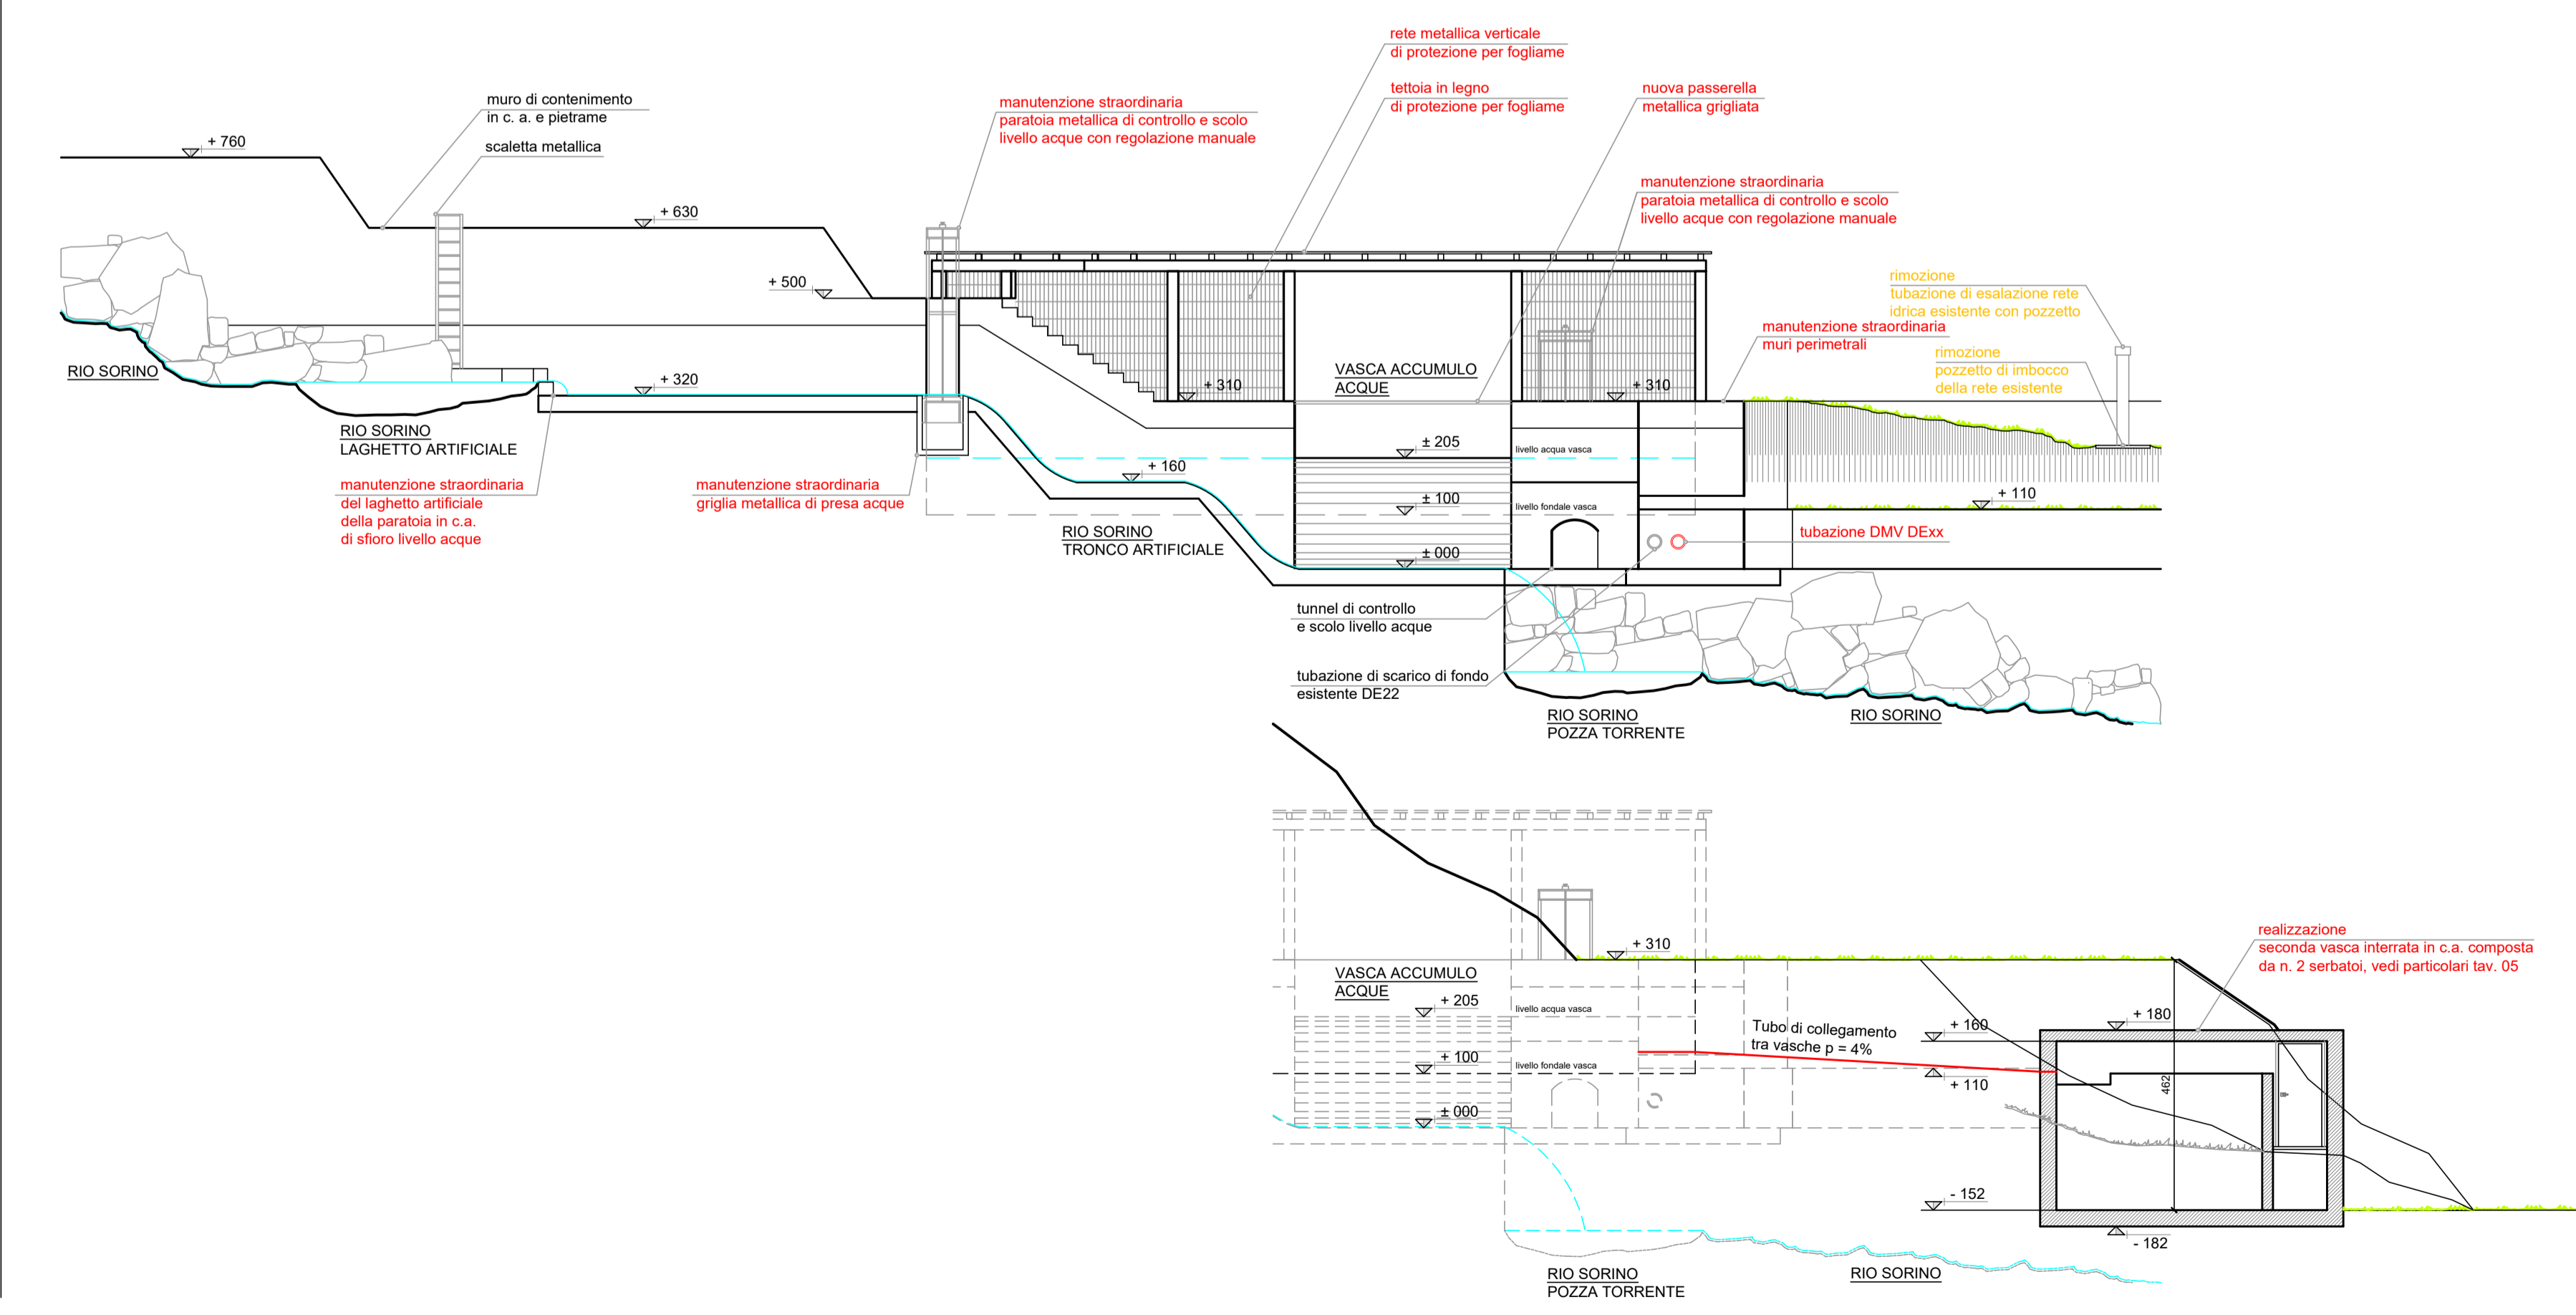 rete metallica verticale
di protezione per fogliame
tettoia in legno
di protezione per fogliame
nuova passerella
metallica grigliata
muro di contenimento
in c. a. e pietrame
scaletta metallica
manutenzione straordinaria
paratoia metallica di controllo e scolo
livello acque con regolazione manuale
+ 760
+ 630
+ 500
manutenzione straordinaria
paratoia metallica di controllo e scolo
livello acque con regolazione manuale
rimozione
tubazione di esalazione rete
idrica esistente con pozzetto
manutenzione straordinaria
muri perimetrali
rimozione
pozzetto di imbocco
della rete esistente
RIO SORINO
+ 320
+ 310
VASCA ACCUMULO
ACQUE
+ 310
RIO SORINO
LAGHETTO ARTIFICIALE
± 205
livello acqua vasca
+ 160
manutenzione straordinaria
del laghetto artificiale
della paratoia in c.a.
di sfioro livello acque
manutenzione straordinaria
griglia metallica di presa acque
± 100
livello fondale vasca
+ 110
RIO SORINO
TRONCO ARTIFICIALE
± 000
tubazione DMV DExx
tunnel di controllo
e scolo livello acque
tubazione di scarico di fondo
esistente DE22
RIO SORINO
POZZA TORRENTE
RIO SORINO
+ 310
realizzazione
seconda vasca interrata in c.a. composta
da n. 2 serbatoi, vedi particolari tav. 05
VASCA ACCUMULO
ACQUE
+ 205
livello acqua vasca
Tubo di collegamento
tra vasche p = 4%
+ 160
+ 180
+ 100
livello fondale vasca
+ 110
462
± 000
- 152
- 182
RIO SORINO
POZZA TORRENTE
RIO SORINO